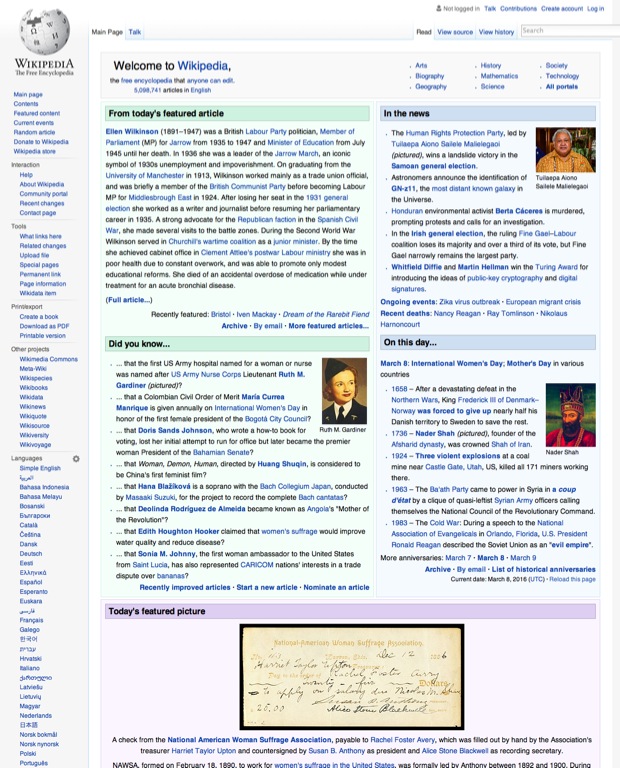 Not logged in Talk Contributions Create account Log in
Main Page Talk
Read View source View history Search
WIKIPEDIA
The Free Encyclopedia
Main page
Contents
Featured content
Current events
Random article
Donate to Wikipedia
Wikipedia store
Interaction
Help
About Wikipedia
Community portal
Recent changes
Contact page
Tools
What links here
Related changes
Upload file
Special pages
Permanent link
Page information
Wikidata item
Print/export
Create a book
Download as PDF
Printable version
Other projects
Wikimedia Commons
Meta-Wiki
Wikispecies
Wikibooks
Wikidata
Wikinews
Wikiquote
Wikisource
Wikiversity
Wikivoyage
Languages
Simple English
العربية
Bahasa Indonesia
Bahasa Melayu
Bosanski
Български
Català
Čeština
Dansk
Deutsch
Eesti
Ελληνικά
Español
Esperanto
Euskara
فارسی
Français
Galego
한국어
עברית
Hrvatski
Italiano
ქართული
Latviešu
Lietuvių
Magyar
Nederlands
日本語
Norsk bokmål
Norsk nynorsk
Polski
Português
Welcome to Wikipedia,
the free encyclopedia that anyone can edit.
5,098,741 articles in English
Arts
Biography
Geography
History
Mathematics
Science
Society
Technology
All portals
From today's featured article
Ellen Wilkinson (1891–1947) was a British Labour Party politician, Member of
Parliament (MP) for Jarrow from 1935 to 1947 and Minister of Education from July
1945 until her death. In 1936 she was a leader of the Jarrow March, an iconic
symbol of 1930s unemployment and impoverishment. On graduating from the
University of Manchester in 1913, Wilkinson worked mainly as a trade union official,
and was briefly a member of the British Communist Party before becoming Labour
MP for Middlesbrough East in 1924. After losing her seat in the 1931 general
election she worked as a writer and journalist before resuming her parliamentary
career in 1935. A strong advocate for the Republican faction in the Spanish Civil
War, she made several visits to the battle zones. During the Second World War
Wilkinson served in Churchill's wartime coalition as a junior minister. By the time
she achieved cabinet office in Clement Attlee's postwar Labour ministry she was in
poor health due to constant overwork, and was able to promote only modest
educational reforms. She died of an accidental overdose of medication while under
treatment for an acute bronchial disease.
(Full article...)
Recently featured: Bristol · Iven Mackay · Dream of the Rarebit Fiend
Archive · By email · More featured articles...
Did you know...
... that the first US Army hospital named for a woman or nurse
was named after US Army Nurse Corps Lieutenant Ruth M.
Gardiner (pictured)?
... that a Colombian Civil Order of Merit María Currea
Manrique is given annually on International Women's Day in
honor of the first female president of the Bogotá City Council?
... that Doris Sands Johnson, who wrote a how-to book for
voting, lost her initial attempt to run for office but later became the premier
woman President of the Bahamian Senate?
... that Woman, Demon, Human, directed by Huang Shuqin, is considered to
be China's first feminist film?
... that Hana Blažíková is a soprano with the Bach Collegium Japan, conducted
by Masaaki Suzuki, for the project to record the complete Bach cantatas?
... that Deolinda Rodríguez de Almeida became known as Angola's "Mother of
the Revolution"?
... that Edith Houghton Hooker claimed that women's suffrage would improve
water quality and reduce disease?
... that Sonia M. Johnny, the first woman ambassador to the United States
from Saint Lucia, has also represented CARICOM nations' interests in a trade
dispute over bananas?
Ruth M. Gardiner
Recently improved articles · Start a new article · Nominate an article
In the news
The Human Rights Protection Party, led by
Tuilaepa Aiono Sailele Malielegaoi
(pictured), wins a landslide victory in the
Samoan general election.
Astronomers announce the identification of
GN-z11, the most distant known galaxy in
the Universe.
Honduran environmental activist Berta Cáceres is murdered,
prompting protests and calls for an investigation.
In the Irish general election, the ruling Fine Gael–Labour
coalition loses its majority and over a third of its vote, but Fine
Gael narrowly remains the largest party.
Whitfield Diffie and Martin Hellman win the Turing Award for
introducing the ideas of public-key cryptography and digital
signatures.
Tuilaepa Aiono
Sailele Malielegaoi
Ongoing events: Zika virus outbreak · European migrant crisis
Recent deaths: Nancy Reagan · Ray Tomlinson · Nikolaus
Harnoncourt
On this day...
March 8: International Women's Day; Mother's Day in various
countries
1658 – After a devastating defeat in the
Northern Wars, King Frederick III of Denmark–
Norway was forced to give up nearly half his
Danish territory to Sweden to save the rest.
1736 – Nader Shah (pictured), founder of the
Afsharid dynasty, was crowned Shah of Iran.
1924 – Three violent explosions at a coal
mine near Castle Gate, Utah, US, killed all 171 miners working
there.
1963 – The Ba'ath Party came to power in Syria in a coup
d'état by a clique of quasi-leftist Syrian Army officers calling
themselves the National Council of the Revolutionary Command.
1983 – The Cold War: During a speech to the National
Association of Evangelicals in Orlando, Florida, U.S. President
Ronald Reagan described the Soviet Union as an "evil empire".
Nader Shah
More anniversaries: March 7 · March 8 · March 9
Archive · By email · List of historical anniversaries
Current date: March 8, 2016 (UTC) · Reload this page
Today's featured picture
National-American Woman Suffrage Association.
Dec 12
Harriet Taylor Upton
Rachel Foster Avery
Dollars
25.00
Susan B. Anthony
Alice Stone Blackwell
A check from the National American Woman Suffrage Association, payable to Rachel Foster Avery, which was filled out by hand by the Association's
treasurer Harriet Taylor Upton and countersigned by Susan B. Anthony as president and Alice Stone Blackwell as recording secretary.
NAWSA, formed on February 18, 1890, to work for women's suffrage in the United States, was formally led by Anthony between 1892 and 1900. During